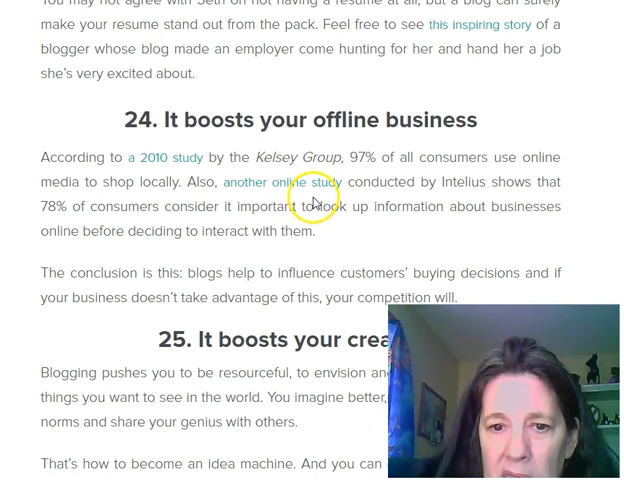 You may not agree with Seth on not having a resume at all, but a blog can surely
make your resume stand out from the pack. Feel free to see this inspiring story of a
blogger whose blog made an employer come hunting for her and hand her a job
she's very excited about.
24. It boosts your offline business
According to a 2010 study by the Kelsey Group, 97% of all consumers use online
media to shop locally. Also, another online study conducted by Intelius shows that
78% of consumers consider it important to look up information about businesses
online before deciding to interact with them.
The conclusion is this: blogs help to influence customers' buying decisions and if
your business doesn't take advantage of this, your competition will.
25. It boosts your crea
Blogging pushes you to be resourceful, to envision an
things you want to see in the world. You imagine better,
norms and share your genius with others.
That's how to become an idea machine. And you can